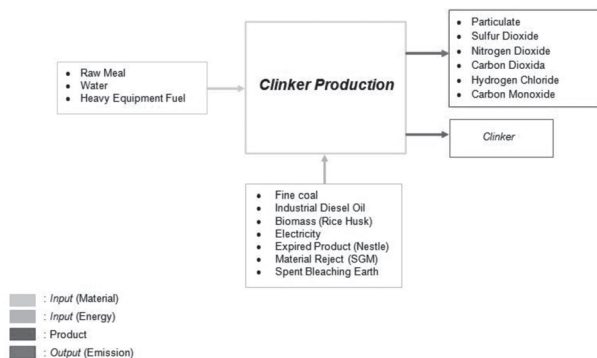 Raw Meal
Water
Heavy Equipment Fuel
Clinker Production
Particulate
Sulfur Dioxide
Nitrogen Dioxide
Carbon Dioxida
Hydrogen Chloride
Carbon Monoxide
Clinker
Fine coal
Industrial Diesel Oil
Biomass (Rice Husk)
Electricity
Expired Product (Nestle)
Material Reject (SGM)
Spent Bleaching Earth
: Input (Material)
: Input (Energy)
: Product
: Output (Emission)